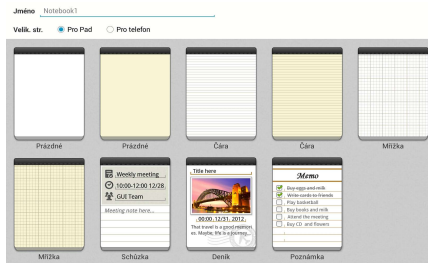 Jméno Notebook1
Velik. str. Pro Pad Pro telefon
Prázdné Prázdné Čára Čára Mřížka
Weekly meeting
10:00-12:00 12/28
GUI Team
Meeting note here...
Title here
00:00, 12/31, 2012
That travel is a good memori
es. Maybe, life is a journey.
Memo
Buy eggs and milk
Write cards to friends
Play basketball
Buy books and milk
Attend the meeting
Buy CD and flowers
Mřížka Schůzka Deník Poznámka